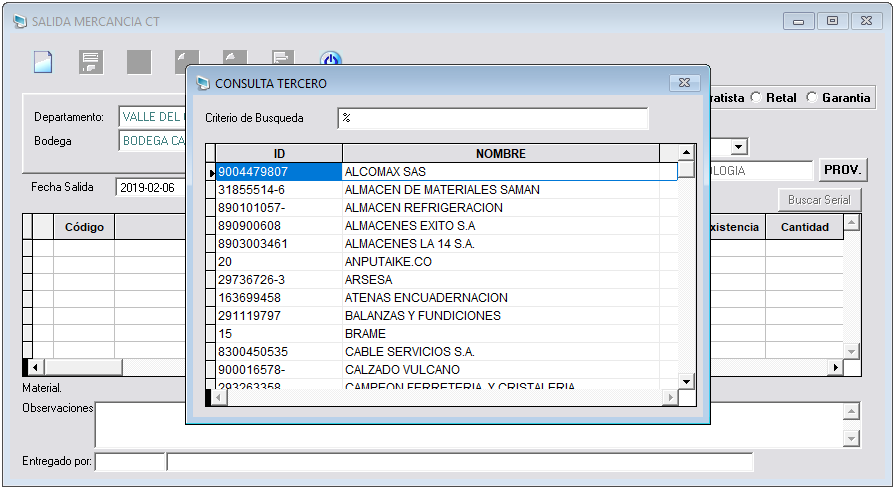 SALIDA MERCANCIA CT
CONSULTA TERCERO
Criterio de Busqueda %
ID NOMBRE
9004479807 ALCOMAX SAS
31855514-6 ALMACEN DE MATERIALES SAMAN
890101057- ALMACEN REFRIGERACION
890900608 ALMACENES EXITO S.A
8903003461 ALMACENES LA 14 S.A.
20 ANPUTAIKE.CO
29736726-3 ARSESA
163699458 ATENAS ENCUADERNACION
291119797 BALANZAS Y FUNDICIONES
15 BRAME
8300450535 CABLE SERVICIOS S.A.
900016578- CALZADO VULCANO
293263358 CAMPEON FERRETERIA Y CRISTALERIA
Departamento: VALLE DEL
ratista Retal Garantia
Bodega BODEGA CA
OLOGIA PROV.
Fecha Salida 2019-02-06
Buscar Serial
Código xistencia Cantidad
Material.
Observaciones
Entregado por: